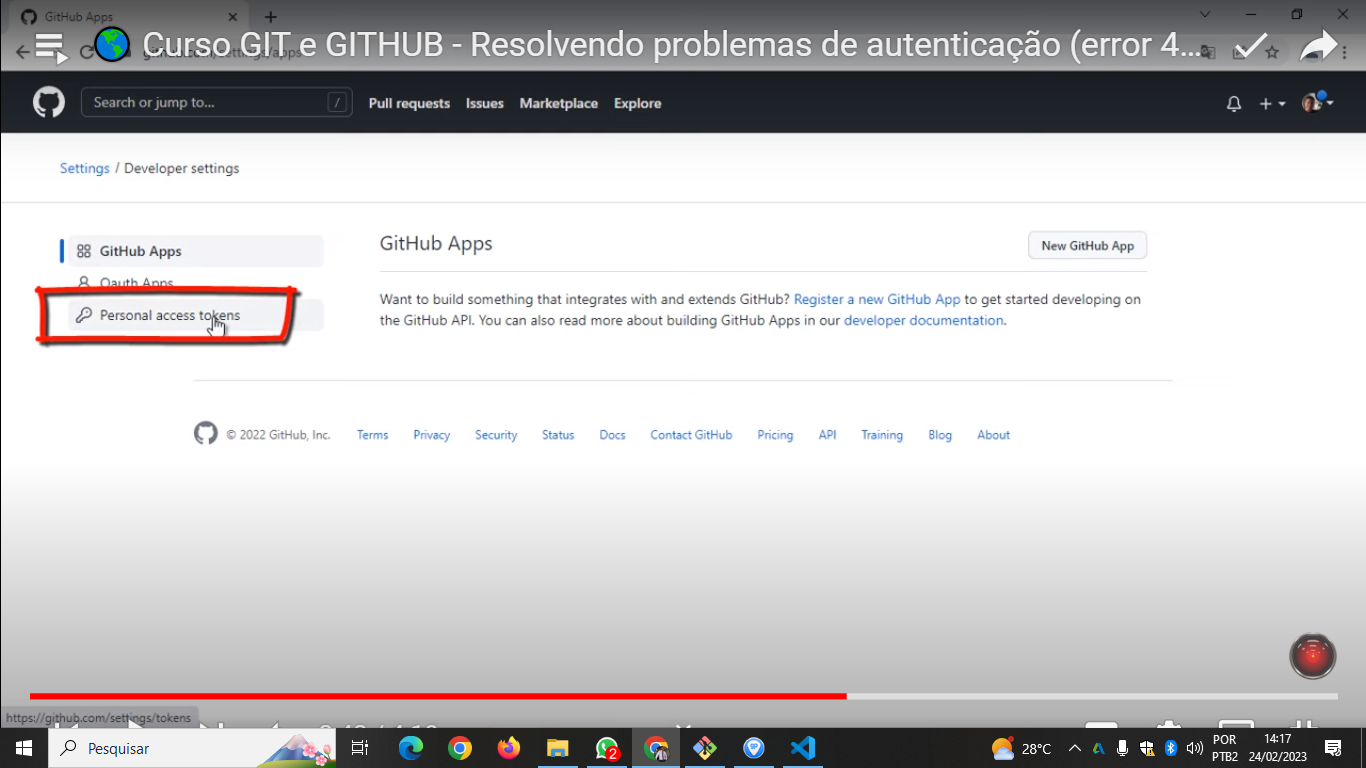 GitHub Apps
Curso GIT e GITHUB - Resolvendo problemas de autenticação (error 4...
github.com/settings/apps
Search or jump to...
/
Pull requests
Issues
Marketplace
Explore
Settings / Developer settings
GitHub Apps
Oauth Apps
Personal access tokens
GitHub Apps
New GitHub App
Want to build something that integrates with and extends GitHub? Register a new GitHub App to get started developing on
the GitHub API. You can also read more about building GitHub Apps in our developer documentation.
© 2022 GitHub, Inc.
Terms
Privacy
Security
Status
Docs
Contact GitHub
Pricing
API
Training
Blog
About
https://github.com/settings/tokens
Pesquisar
2
28°C
POR
PTB2
14:17
24/02/2023